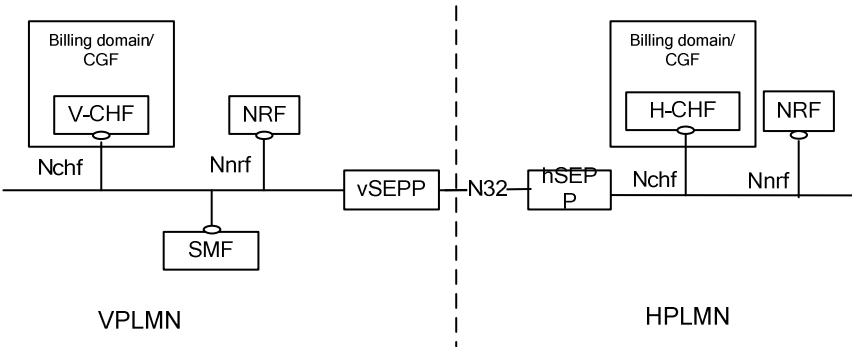 Billing domain/
CGF
V-CHF
NRF
Nchf
Nnrf
vSEPP
SMF
VPLMN
N32
Billing domain/
CGF
H-CHF
NRF
hSEP
P
Nchf
Nnrf
HPLMN